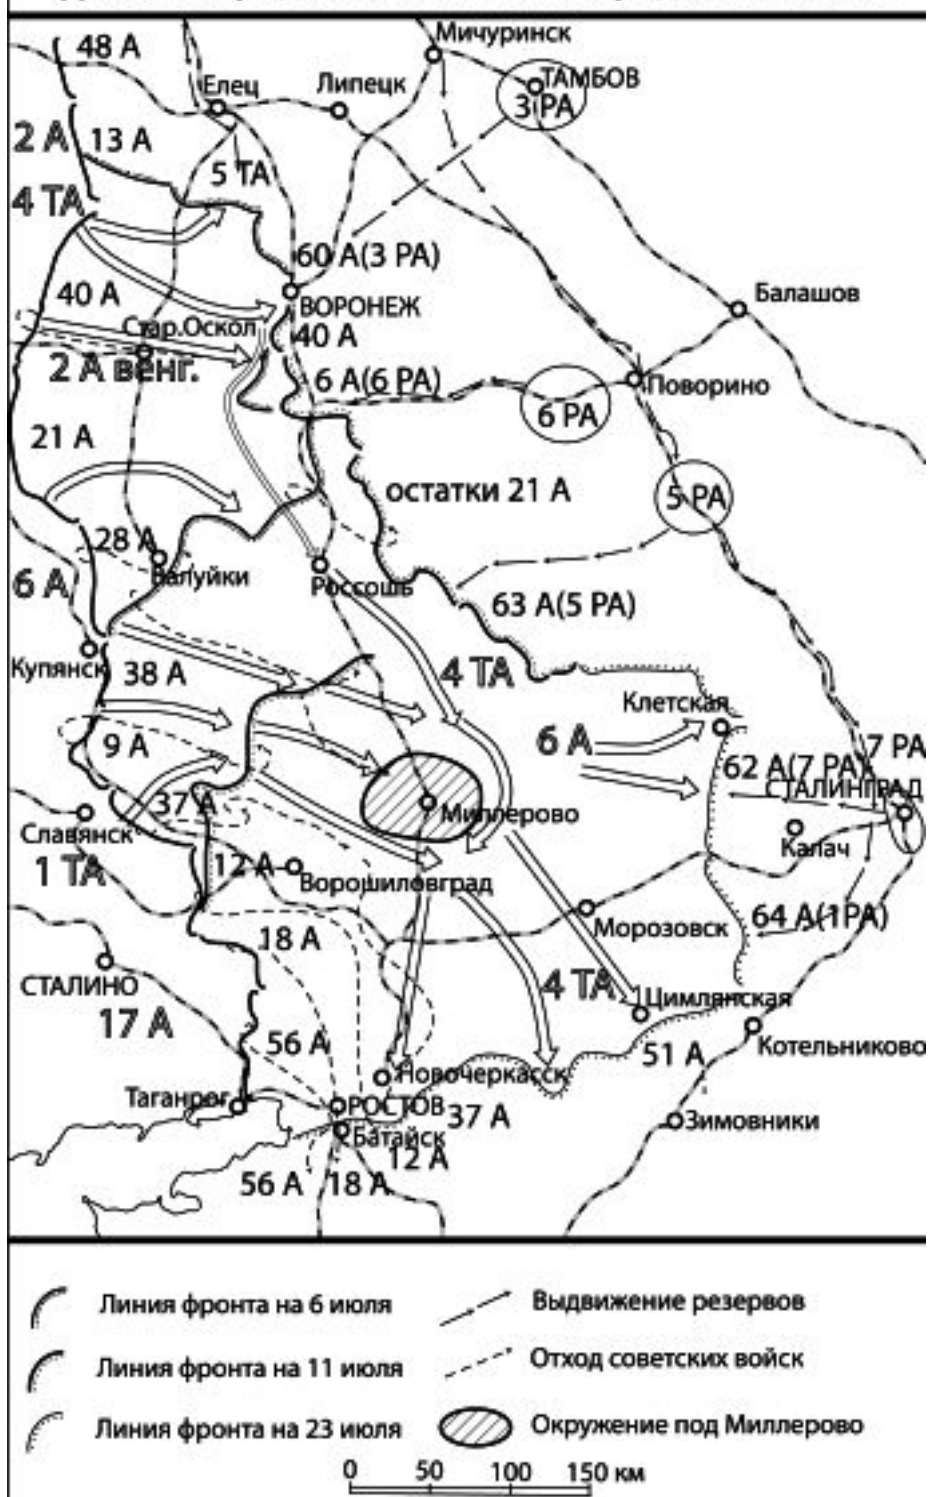 48 А
Мичуринск
Елец
Липецк
ТАМБОВ
3 РА
2 А
13 А
5 ТА
4 ТА
60 А(3 РА)
40 А
ВОРОНЕЖ
Балашов
Стар.Оскол
40 А
2 А венг.
6 А(6 РА)
Поворино
6 РА
21 А
остатки 21 А
5 РА
28 А
Валуйки
Россошь
6 А
63 А(5 РА)
Купянск
38 А
4 ТА
Клетская
9 А
6 А
7 РА
62 А(7 РА)
СТАЛИНГРАД
37 А
Миллерово
Славянск
Калач
1 ТА
12 А
Ворошиловград
64 А(1РА)
18 А
Морозовск
СТАЛИНО
4 ТА
Цимлянская
17 А
56 А
51 А
Котельниково
Новочеркасск
Таганрог
РОСТОВ
37 А
Зимовники
Батайск
12 А
56 А
18 А
Линия фронта на 6 июля
Выдвижение резервов
Линия фронта на 11 июля
Отход советских войск
Линия фронта на 23 июля
Окружение под Миллерово
0 50 100 150 км